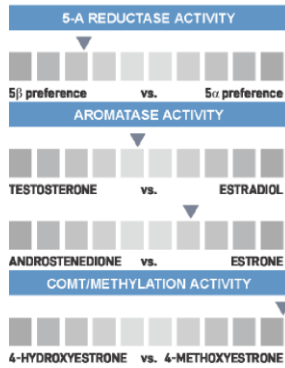 5-A REDUCTASE ACTIVITY
5β preference vs. 5α preference
AROMATASE ACTIVITY
TESTOSTERONE vs. ESTRADIOL
ANDROSTENEDIONE vs. ESTRONE
COMT/METHYLATION ACTIVITY
4-HYDROXYESTRONE vs. 4-METHOXYESTRONE